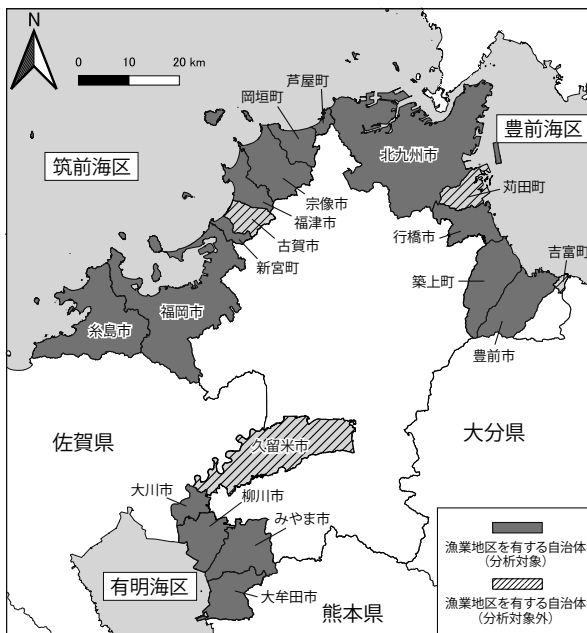 N
0 10 20 km
芦屋町
岡垣町
豊前海区
筑前海区
北九州市
苅田町
宗像市
福津市
古賀市
新宮町
行橋市
吉富町
築上町
福岡市
糸島市
豊前市
佐賀県
大分県
久留米市
大川市
柳川市
みやま市
有明海区
大牟田市
熊本県
漁業地区を有する自治体
(分析対象)
漁業地区を有する自治体
(分析対象外)